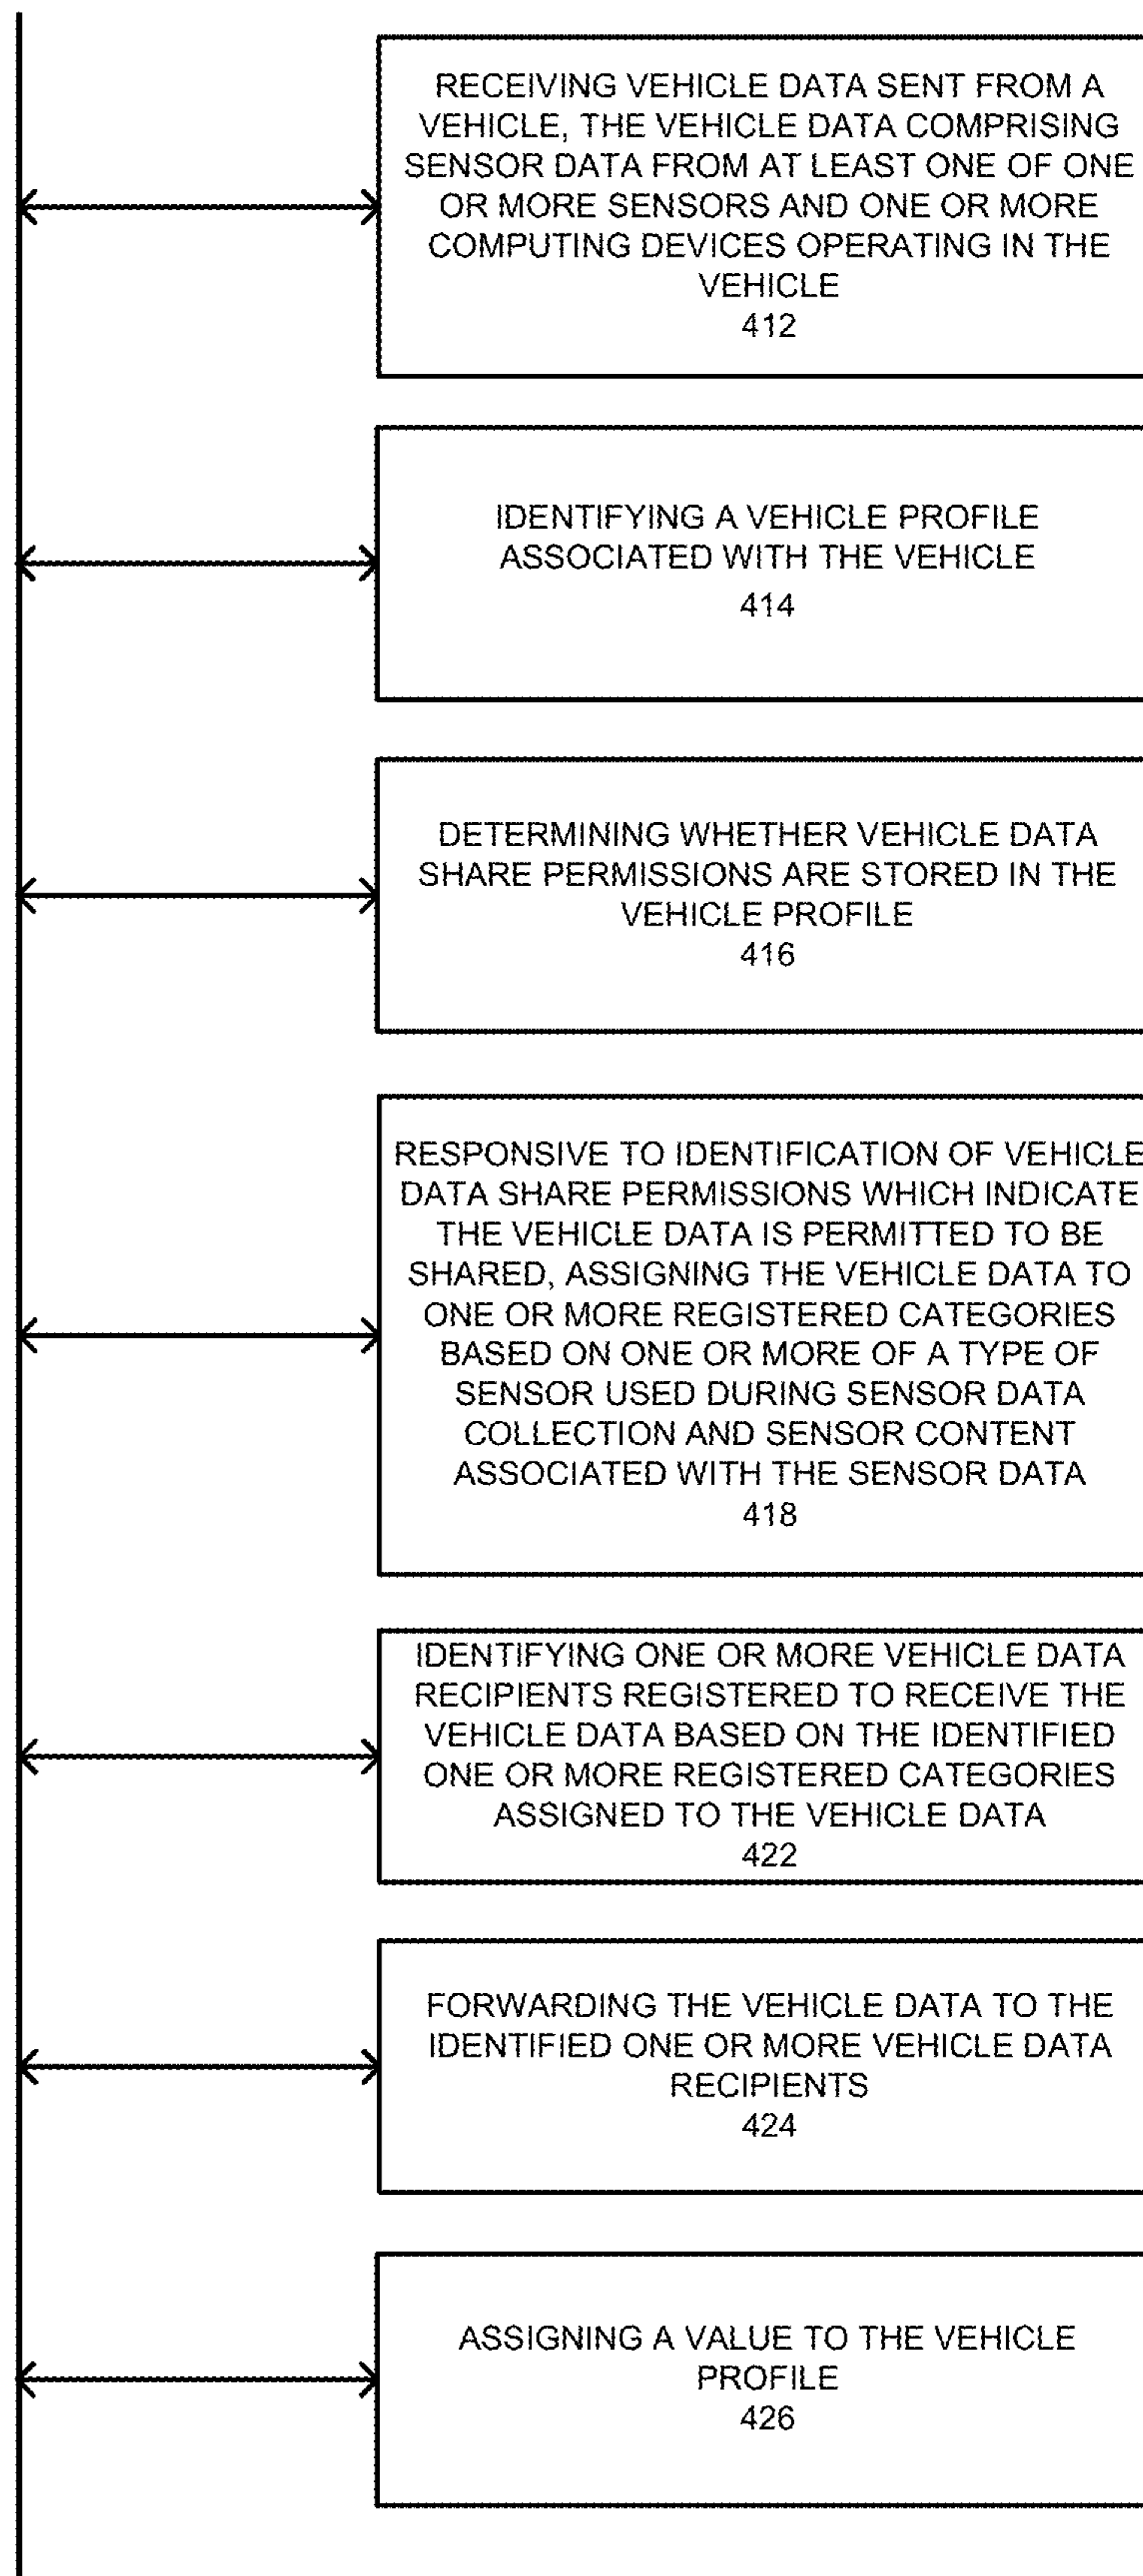 RECEIVING VEHICLE DATA SENT FROM A
VEHICLE, THE VEHICLE DATA COMPRISING
SENSOR DATA FROM AT LEAST ONE OF ONE
OR MORE SENSORS AND ONE OR MORE
COMPUTING DEVICES OPERATING IN THE
VEHICLE
412
IDENTIFYING A VEHICLE PROFILE
ASSOCIATED WITH THE VEHICLE
414
DETERMINING WHETHER VEHICLE DATA
SHARE PERMISSIONS ARE STORED IN THE
VEHICLE PROFILE
416
RESPONSIVE TO IDENTIFICATION OF VEHICLE
DATA SHARE PERMISSIONS WHICH INDICATE
THE VEHICLE DATA IS PERMITTED TO BE
SHARED, ASSIGNING THE VEHICLE DATA TO
ONE OR MORE REGISTERED CATEGORIES
BASED ON ONE OR MORE OF A TYPE OF
SENSOR USED DURING SENSOR DATA
COLLECTION AND SENSOR CONTENT
ASSOCIATED WITH THE SENSOR DATA
418
IDENTIFYING ONE OR MORE VEHICLE DATA
RECIPIENTS REGISTERED TO RECEIVE THE
VEHICLE DATA BASED ON THE IDENTIFIED
ONE OR MORE REGISTERED CATEGORIES
ASSIGNED TO THE VEHICLE DATA
422
FORWARDING THE VEHICLE DATA TO THE
IDENTIFIED ONE OR MORE VEHICLE DATA
RECIPIENTS
424
ASSIGNING A VALUE TO THE VEHICLE
PROFILE
426